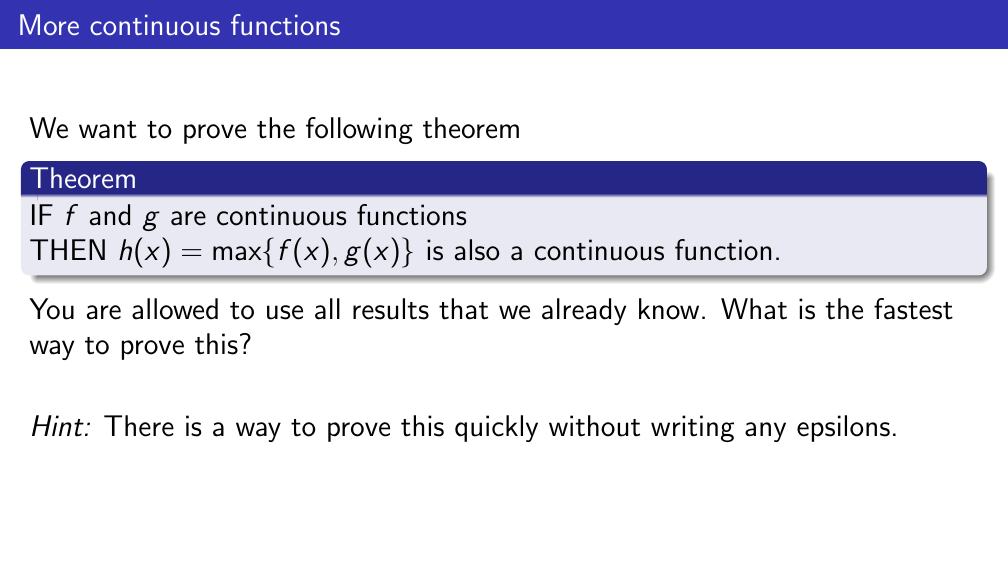 More continuous functions
We want to prove the following theorem
Theorem
IF f and g are continuous functions
THEN h(x) = max{f(x), g(x)} is also a continuous function.
You are allowed to use all results that we already know. What is the fastest
way to prove this?
Hint: There is a way to prove this quickly without writing any epsilons.